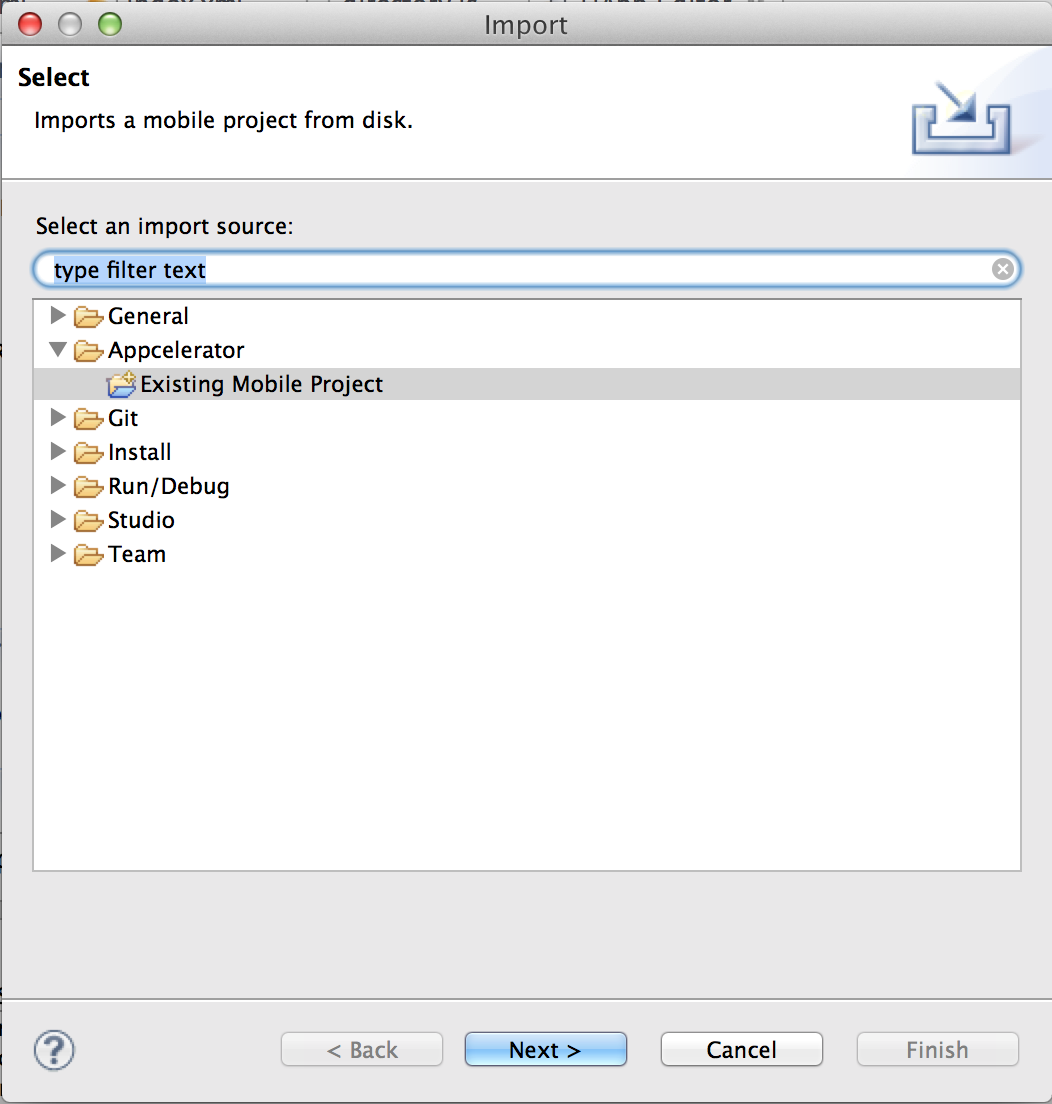 Import
Select
Imports a mobile project from disk.
Select an import source:
type filter text
General
Appcelerator
Existing Mobile Project
Git
Install
Run/Debug
Studio
Team
?
< Back
Next >
Cancel
Finish